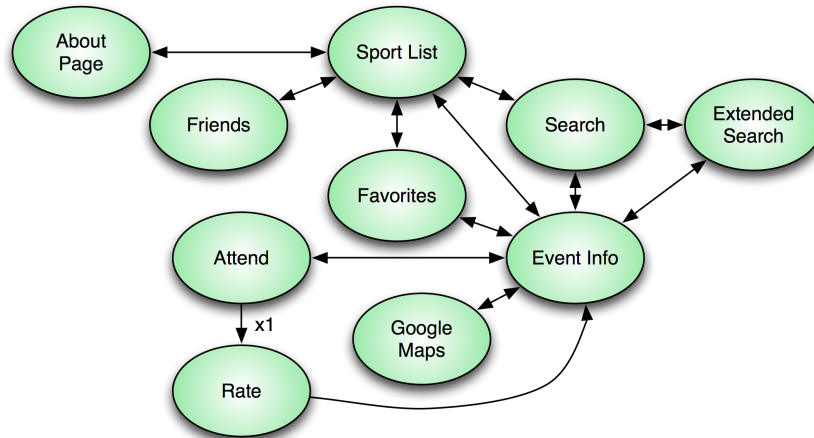 About
Page
Sport List
Friends
Search
Extended
Search
Favorites
Attend
Event Info
x1
Google
Maps
Rate